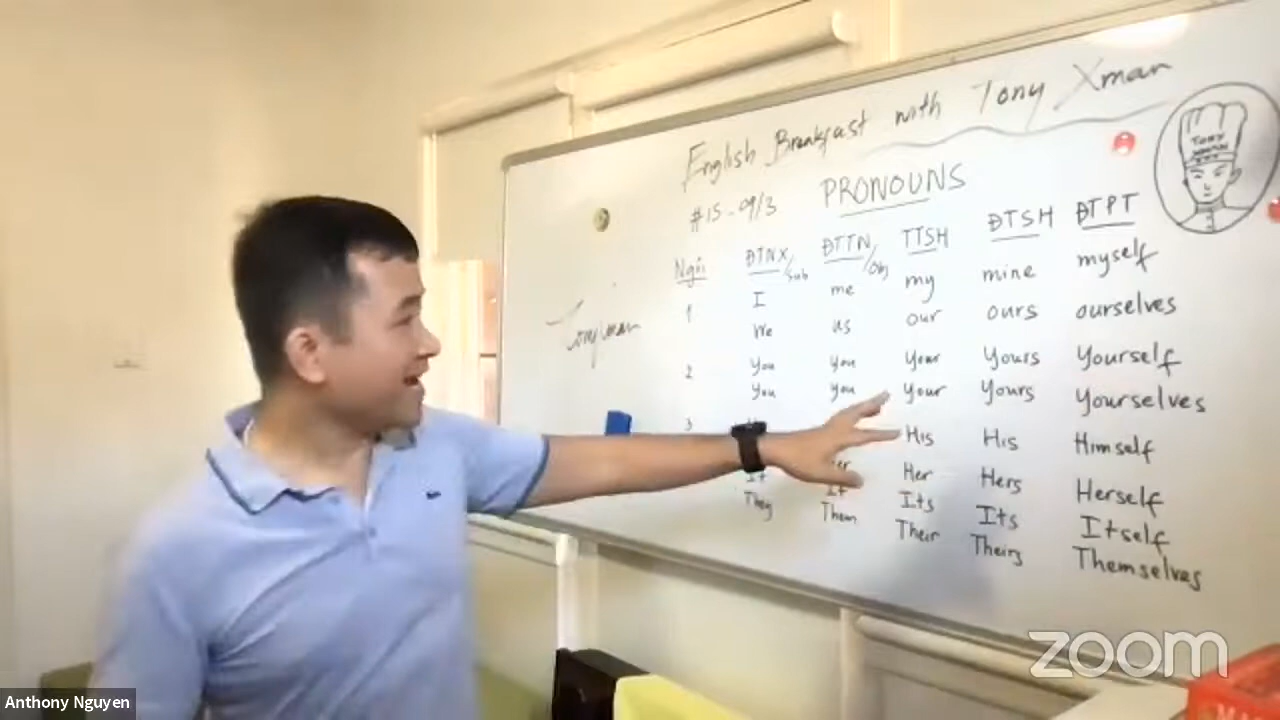 English Breakfast with Tony Xman
TONY
XMAN
#15-09/3 PRONOUNS
Ngôi ĐTNX/Sub ĐTTN/Obj TTSH ĐTSH ĐTPT
1 I me my mine myself
We us our ours ourselves
2 You you Your Yours Yourself
You you Your Yours Yourselves
3 His His Himself
Her Hers Herself
It It Its Its Itself
They Them Their Theirs Themselves
zoom
Anthony Nguyen